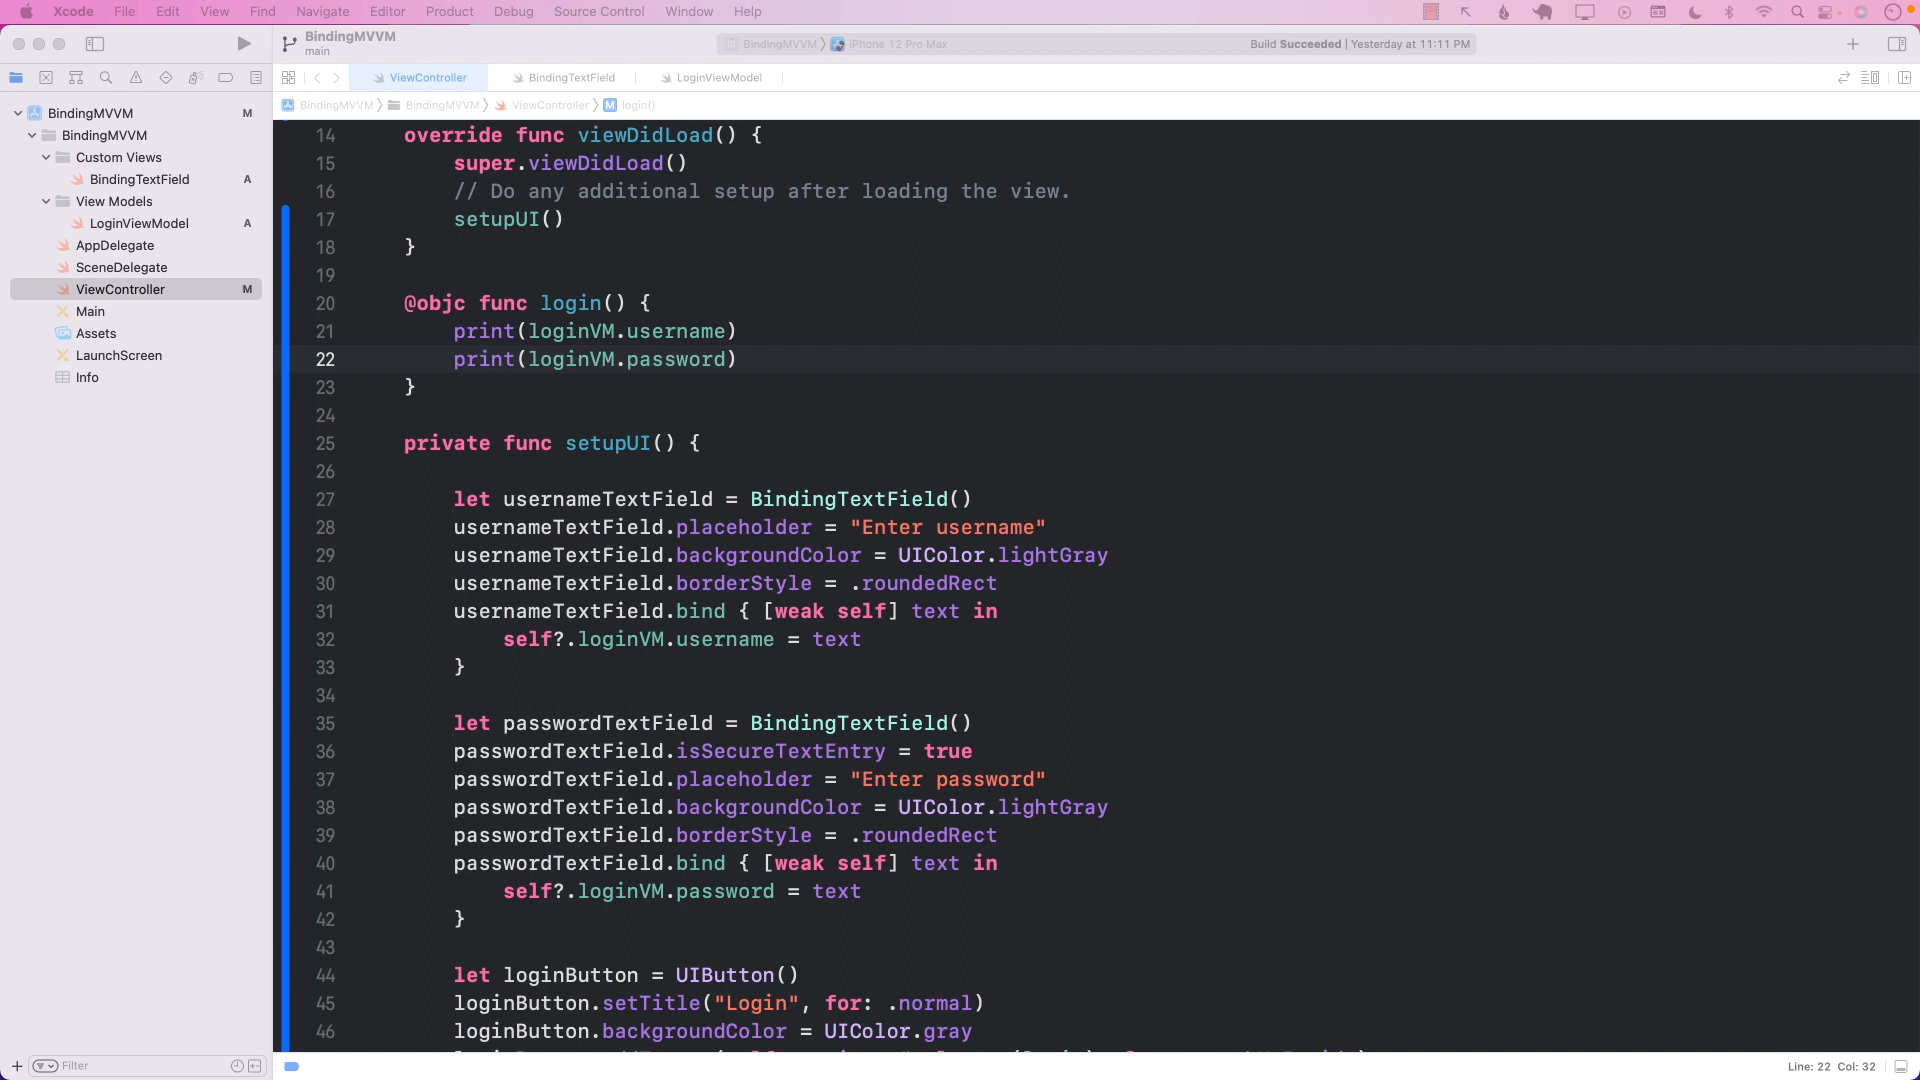 Xcode File Edit View Find Navigate Editor Product Debug Source Control Window Help
BindingMVVM
main
BindingMVVM iPhone 12 Pro Max
Build Succeeded | Yesterday at 11:11 PM
ViewController BindingTextField LoginViewModel
BindingMVVM BindingMVVM ViewController M login()
BindingMVVM M
BindingMVVM
Custom Views
BindingTextField A
View Models
LoginViewModel A
AppDelegate
SceneDelegate
ViewController M
Main
Assets
LaunchScreen
Info
Filter
14 override func viewDidLoad() {
15 super.viewDidLoad()
16 // Do any additional setup after loading the view.
17 setupUI()
18 }
19
20 @objc func login() {
21 print(loginVM.username)
22 print(loginVM.password)
23 }
24
25 private func setupUI() {
26
27 let usernameTextField = BindingTextField()
28 usernameTextField.placeholder = "Enter username"
29 usernameTextField.backgroundColor = UIColor.lightGray
30 usernameTextField.borderStyle = .roundedRect
31 usernameTextField.bind { [weak self] text in
32 self?.loginVM.username = text
33 }
34
35 let passwordTextField = BindingTextField()
36 passwordTextField.isSecureTextEntry = true
37 passwordTextField.placeholder = "Enter password"
38 passwordTextField.backgroundColor = UIColor.lightGray
39 passwordTextField.borderStyle = .roundedRect
40 passwordTextField.bind { [weak self] text in
41 self?.loginVM.password = text
42 }
43
44 let loginButton = UIButton()
45 loginButton.setTitle("Login", for: .normal)
46 loginButton.backgroundColor = UIColor.gray
Line: 22 Col: 32